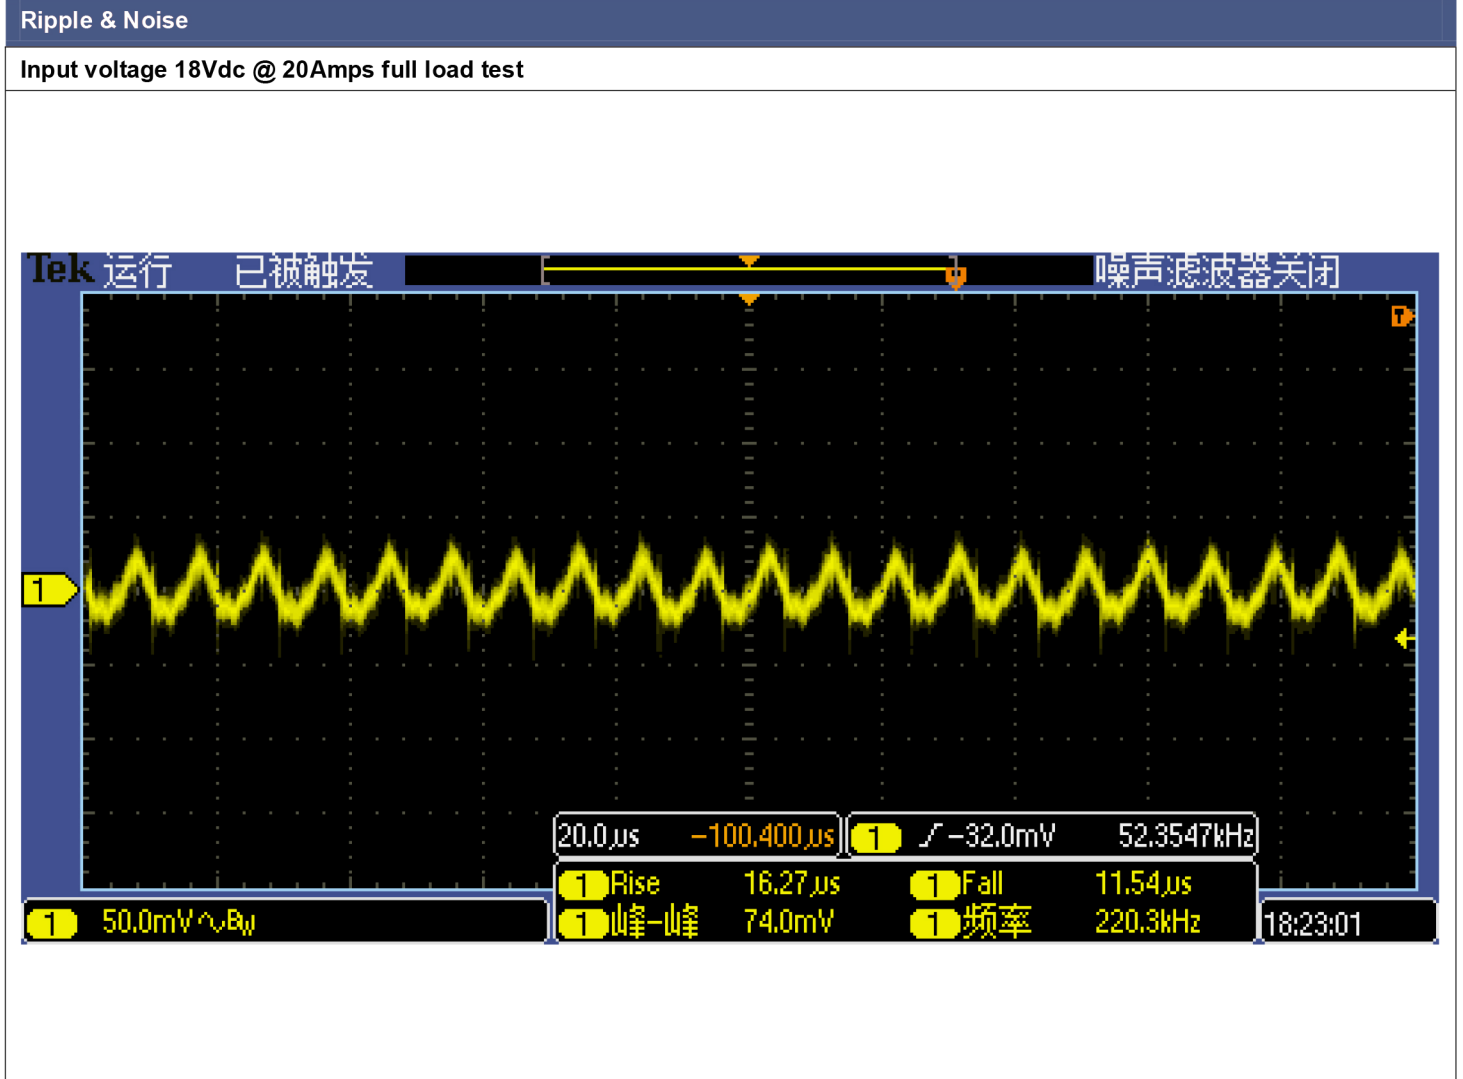 Ripple & Noise
Input voltage 18Vdc @ 20Amps full load test
Tek 运行 已被触发 噪声滤波器关闭
T
1
20.0µs -100.400µs 1 -32.0mV 52.3547kHz
1 Rise 16.27µs 1 Fall 11.54µs
1 50.0mV BW 1 峰-峰 74.0mV 1 频率 220.3kHz 18:23:01